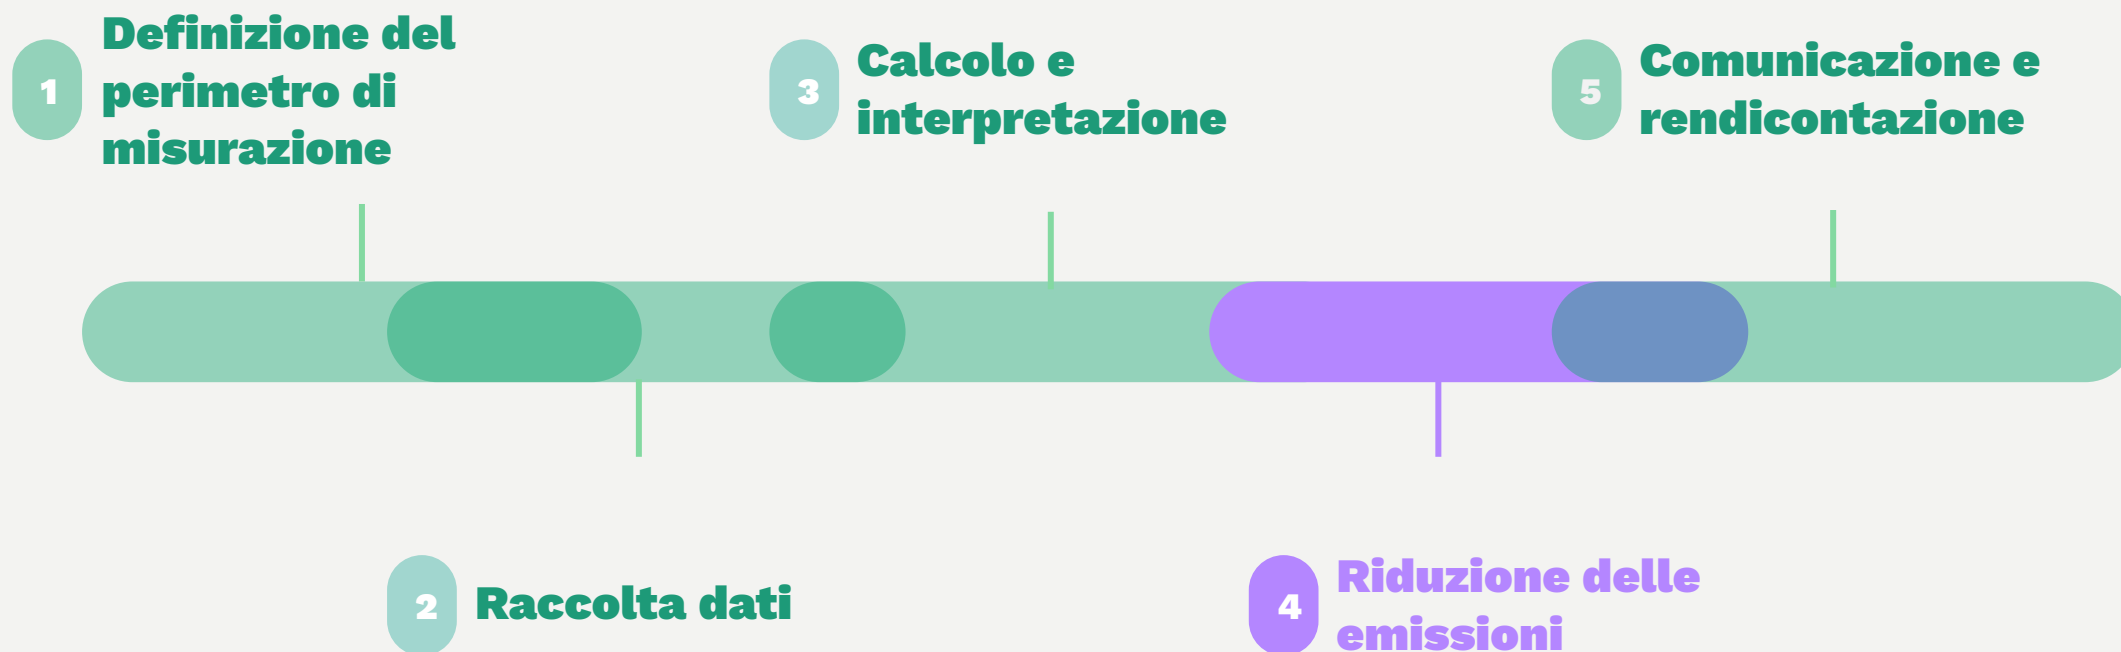 1
Definizione del
perimetro di
misurazione
2
Raccolta dati
3
Calcolo e
interpretazione
4
Riduzione delle
emissioni
5
Comunicazione e
rendicontazione